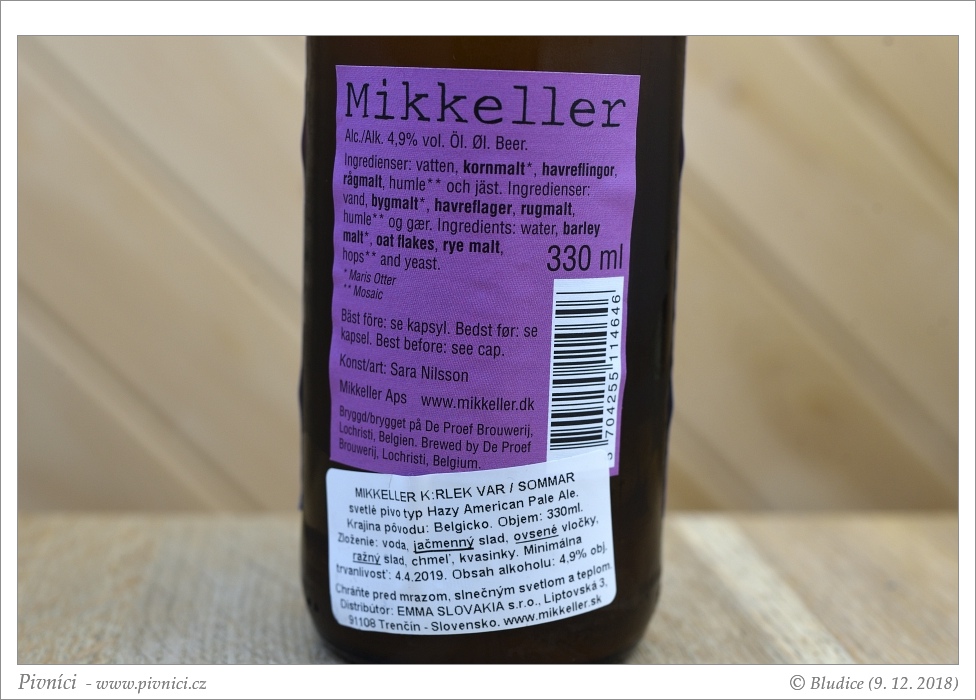 Mikkeller
Alc./Alk. 4,9% vol. Öl. Øl. Beer.
Ingredienser: vatten, kornmalt*, havreflingor,
rågmalt, humle** och jäst. Ingredienser:
vand, bygmalt*, havreflager, rugmalt,
humle** og gær. Ingredients: water, barley
malt*, oat flakes, rye malt,
hops** and yeast.
330 ml
* Maris Otter
** Mosaic
Bäst före: se kapsyl. Bedst før: se
kapsel. Best before: see cap.
Konst/art: Sara Nilsson
Mikkeller Aps www.mikkeller.dk
Bryggd/brygget på De Proef Brouwerij,
Lochristi, Belgien. Brewed by De Proef
Brouwerij, Lochristi, Belgium.
704255 114646
MIKKELLER K:RLEK VAR / SOMMAR
svetlé pivo typ Hazy American Pale Ale.
Krajina pôvodu: Belgicko. Objem: 330ml.
Zloženie: voda, jačmenný slad, ovsené vločky,
ražný slad, chmeľ, kvasinky. Minimálna
trvanlivosť: 4.4.2019. Obsah alkoholu: 4,9% obj.
Chráňte pred mrazom, slnečným svetlom a teplom.
Distribútor: EMMA SLOVAKIA s.r.o., Liptovská 3,
91108 Trenčín - Slovensko. www.mikkeller.sk
Pivníci - www.pivnici.cz
© Bludice (9. 12. 2018)